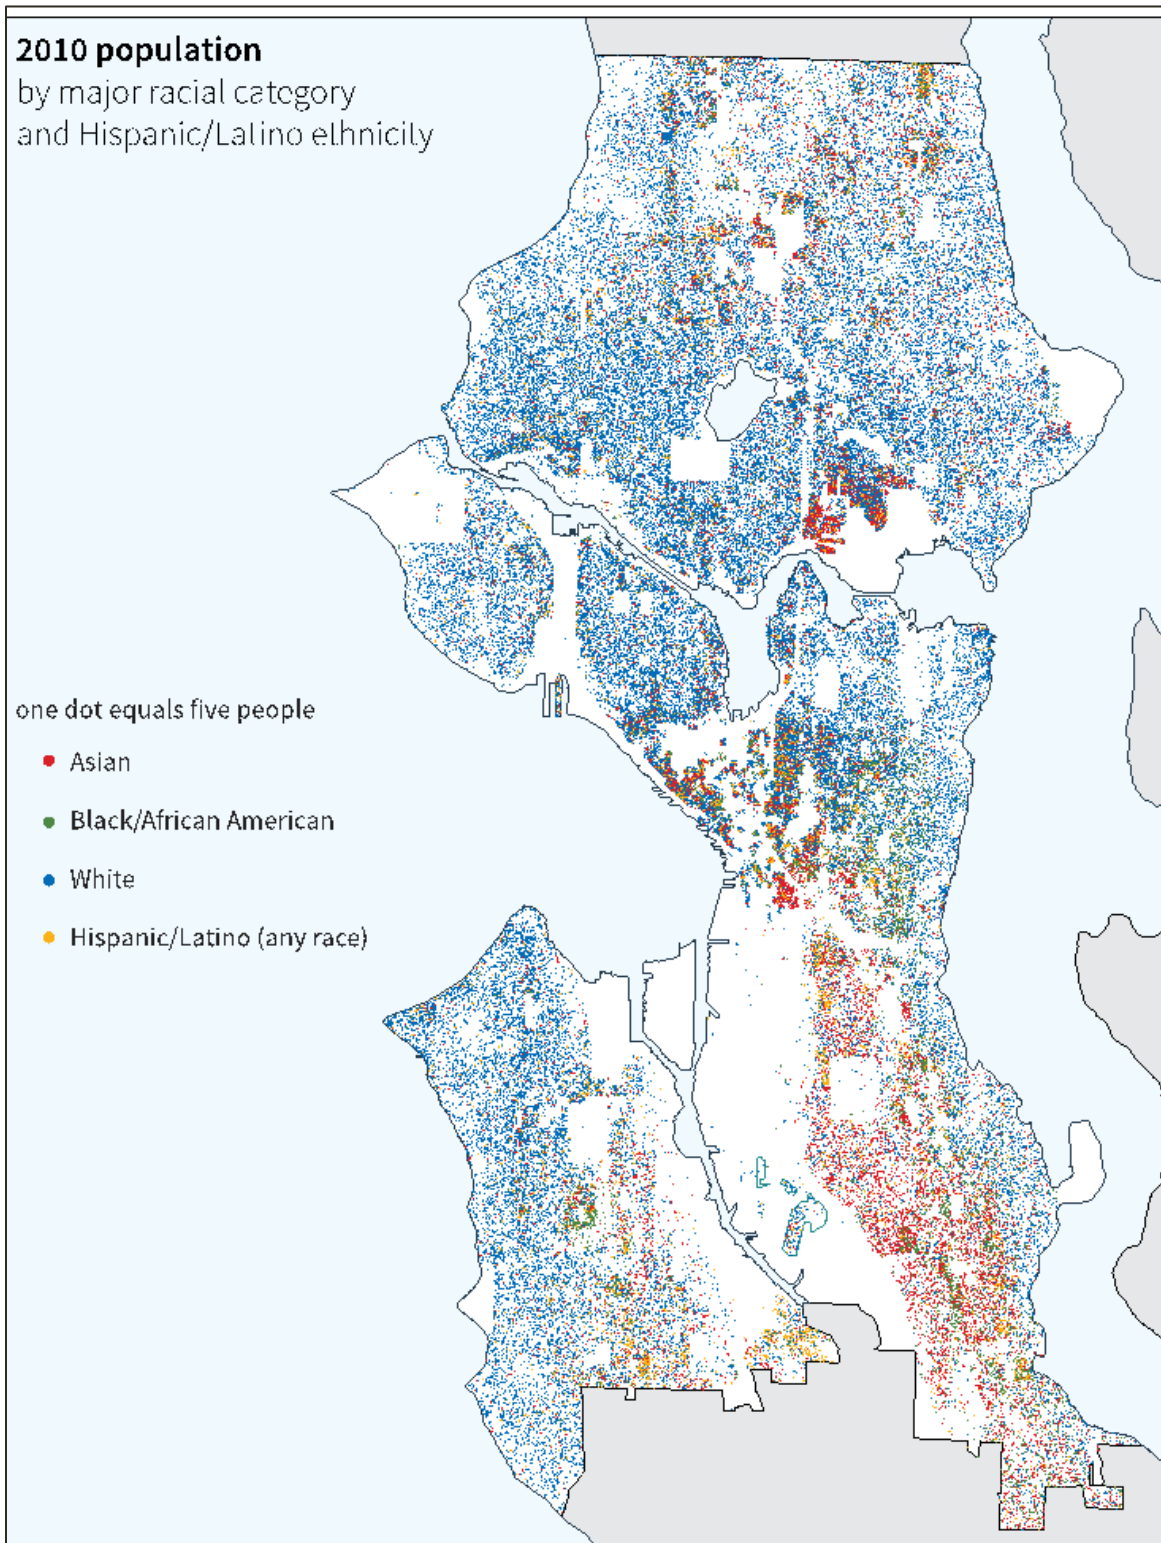 2010 population
by major racial category
and Hispanic/Latino ethnicity
one dot equals five people
Asian
Black/African American
White
Hispanic/Latino (any race)